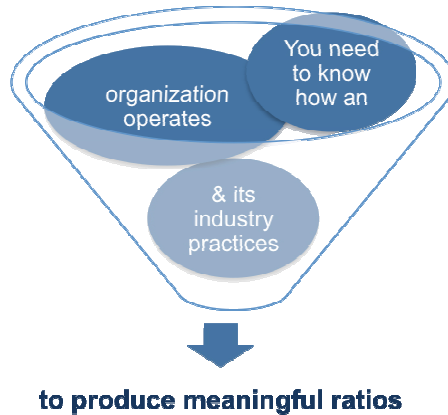 You need
to know
how an
organization
operates
& its
industry
practices
to produce meaningful ratios